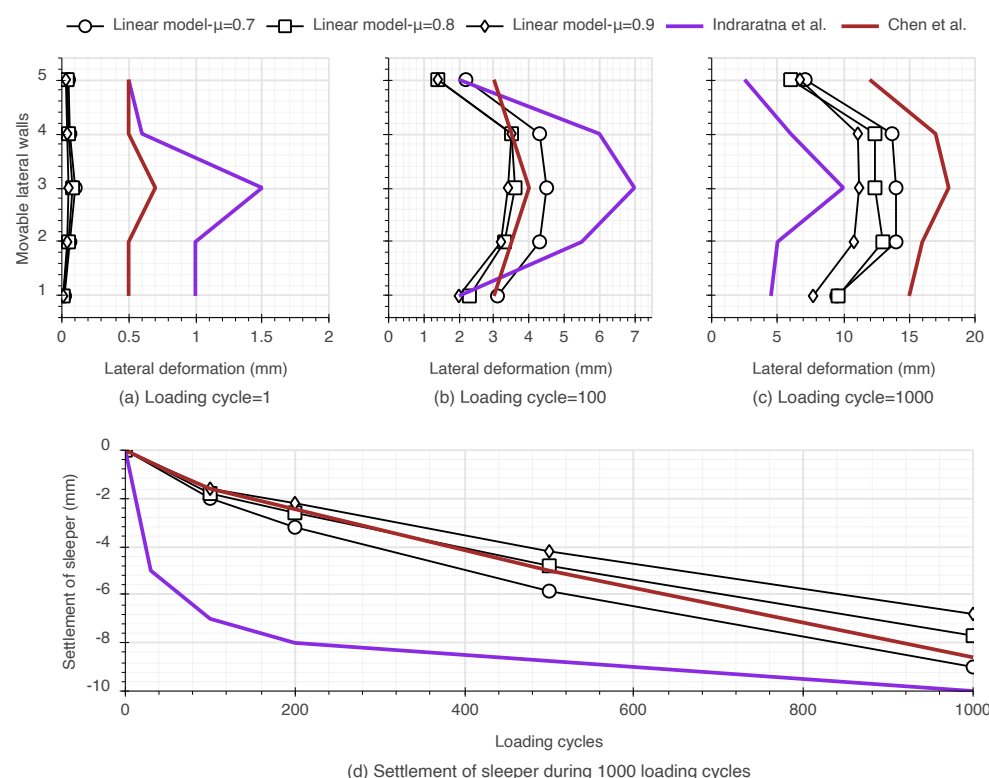 Linear model-μ=0.7 Linear model-μ=0.8 Linear model-μ=0.9 Indraratna et al. Chen et al.
Movable lateral walls
5
4
3
2
1
0 0.5 1 1.5 2
Lateral deformation (mm)
(a) Loading cycle=1
0 1 2 3 4 5 6 7
Lateral deformation (mm)
(b) Loading cycle=100
0 5 10 15 20
Lateral deformation (mm)
(c) Loading cycle=1000
Settlement of sleeper (mm)
0
-2
-4
-6
-8
-10
0 200 400 600 800 1000
Loading cycles
(d) Settlement of sleeper during 1000 loading cycles